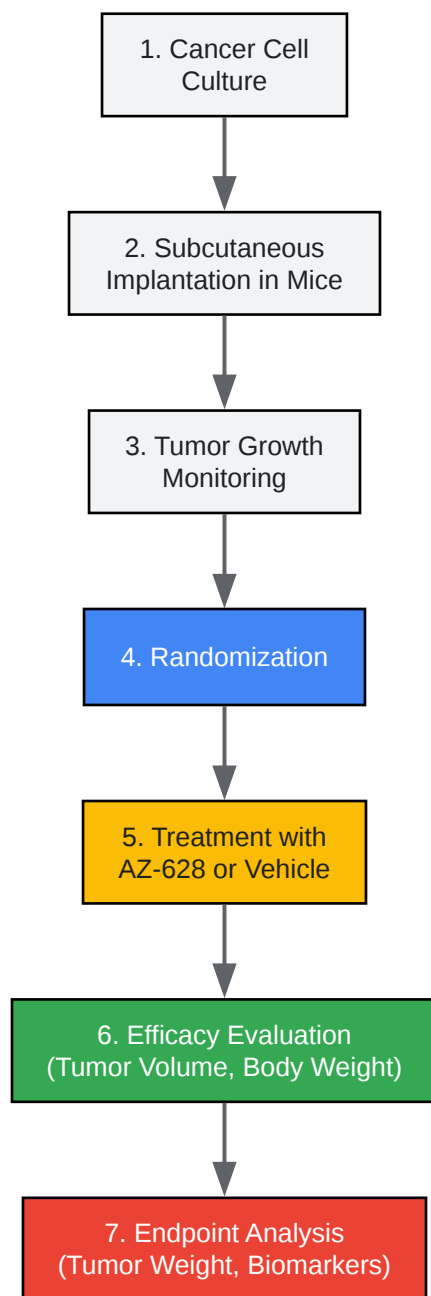 1. Cancer Cell
Culture
2. Subcutaneous
Implantation in Mice
3. Tumor Growth
Monitoring
4. Randomization
5. Treatment with
AZ-628 or Vehicle
6. Efficacy Evaluation
(Tumor Volume, Body Weight)
7. Endpoint Analysis
(Tumor Weight, Biomarkers)